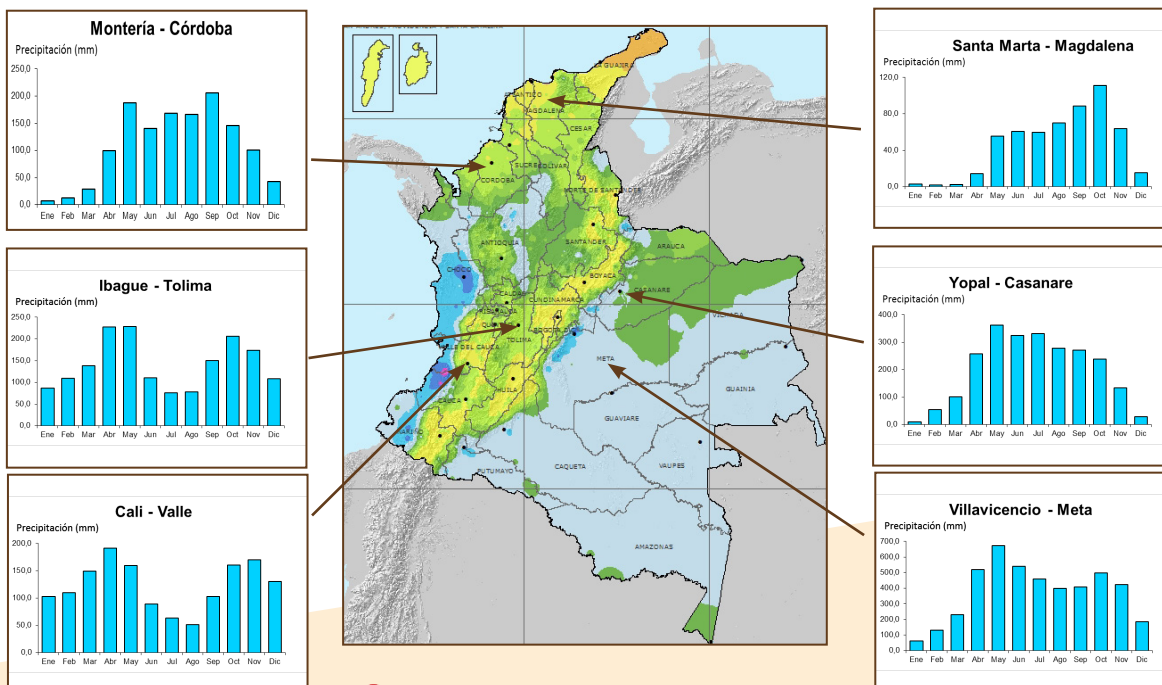 Montería - Córdoba
Precipitación (mm)
250,0
200,0
150,0
100,0
50,0
0,0
Ene Feb Mar Abr May Jun Jul Ago Sep Oct Nov Dic
Ibague - Tolima
Precipitación (mm)
250,0
200,0
150,0
100,0
50,0
0,0
Ene Feb Mar Abr May Jun Jul Ago Sep Oct Nov Dic
Cali - Valle
Precipitación (mm)
200,0
150,0
100,0
50,0
0,0
Ene Feb Mar Abr May Jun Jul Ago Sep Oct Nov Dic
LA GUAJIRA
ATLANTICO
MAGDALENA
CESAR
SUCRE
BOLIVAR
CORDOBA
NORTE DE SANTANDER
ANTIOQUIA
SANTANDER
ARAUCA
CHOCO
BOYACA
CASANARE
CALDAS
CUNDINAMARCA
RISARALDA
VICHADA
BOGOTA
TOLIMA
VALLE DEL CAUCA
META
GUAINIA
HUILA
CAUCA
GUAVIARE
NARIÑO
PUTUMAYO
CAQUETA
VAUPES
AMAZONAS
Santa Marta - Magdalena
Precipitación (mm)
120,0
80,0
40,0
0,0
Ene Feb Mar Abr May Jun Jul Ago Sep Oct Nov Dic
Yopal - Casanare
Precipitación (mm)
400,0
300,0
200,0
100,0
0,0
Ene Feb Mar Abr May Jun Jul Ago Sep Oct Nov Dic
Villavicencio - Meta
Precipitación (mm)
700,0
600,0
500,0
400,0
300,0
200,0
100,0
0,0
Ene Feb Mar Abr May Jun Jul Ago Sep Oct Nov Dic